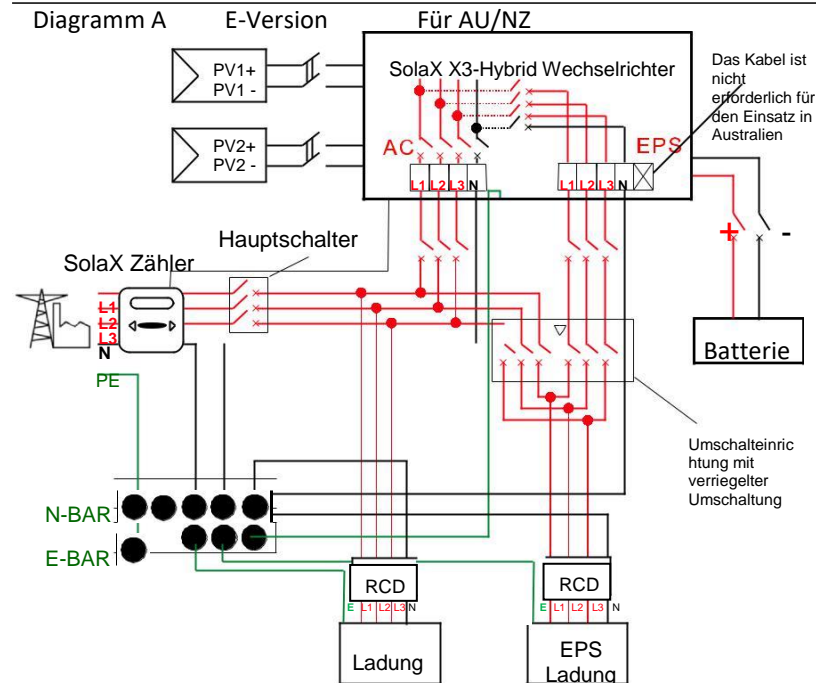 Diagramm A E-Version Für AU/NZ
PV1+
PV1 -
PV2+
PV2 -
SolaX X3-Hybrid Wechselrichter
Das Kabel ist
nicht
erforderlich für
den Einsatz in
Australien
AC
EPS
L1 L2 L3 N
L1 L2 L3 N
+ -
Hauptschalter
SolaX Zähler
L1
L2
L3
N
PE
Batterie
Umschalteinric
htung mit
verriegelter
Umschaltung
N-BAR
E-BAR
RCD
RCD
E L1 L2 L3 N
E L1 L2 L3 N
Ladung
EPS
Ladung